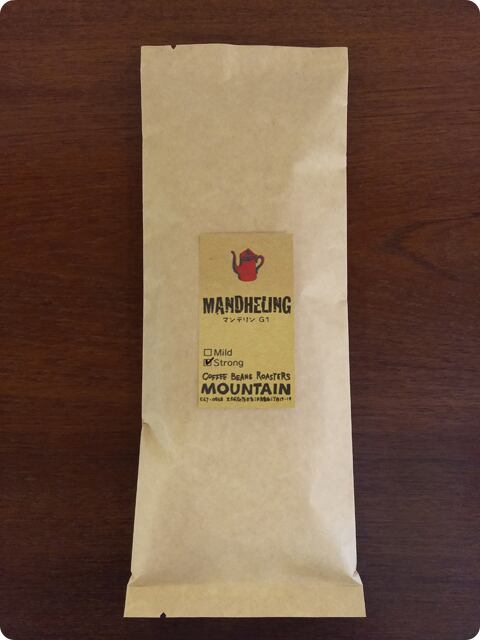 MANDHELING
マンデリン G1
Mild
Strong
COFFEE BEANS ROASTERS
MOUNTAIN